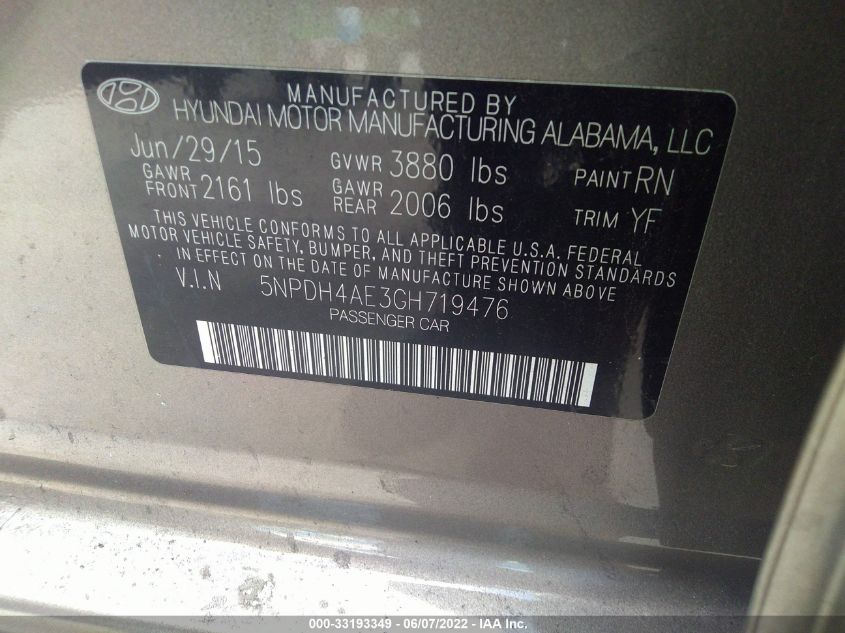 MANUFACTURED BY
HYUNDAI MOTOR MANUFACTURING ALABAMA, LLC
Jun/29/15 GVWR 3880 lbs PAINT RN
GAWR FRONT 2161 lbs GAWR REAR 2006 lbs TRIM YF
THIS VEHICLE CONFORMS TO ALL APPLICABLE U.S.A. FEDERAL
MOTOR VEHICLE SAFETY, BUMPER, AND THEFT PREVENTION STANDARDS
IN EFFECT ON THE DATE OF MANUFACTURE SHOWN ABOVE
V.I.N 5NPDH4AE3GH719476
PASSENGER CAR
000-33193349 - 06/07/2022 - IAA Inc.